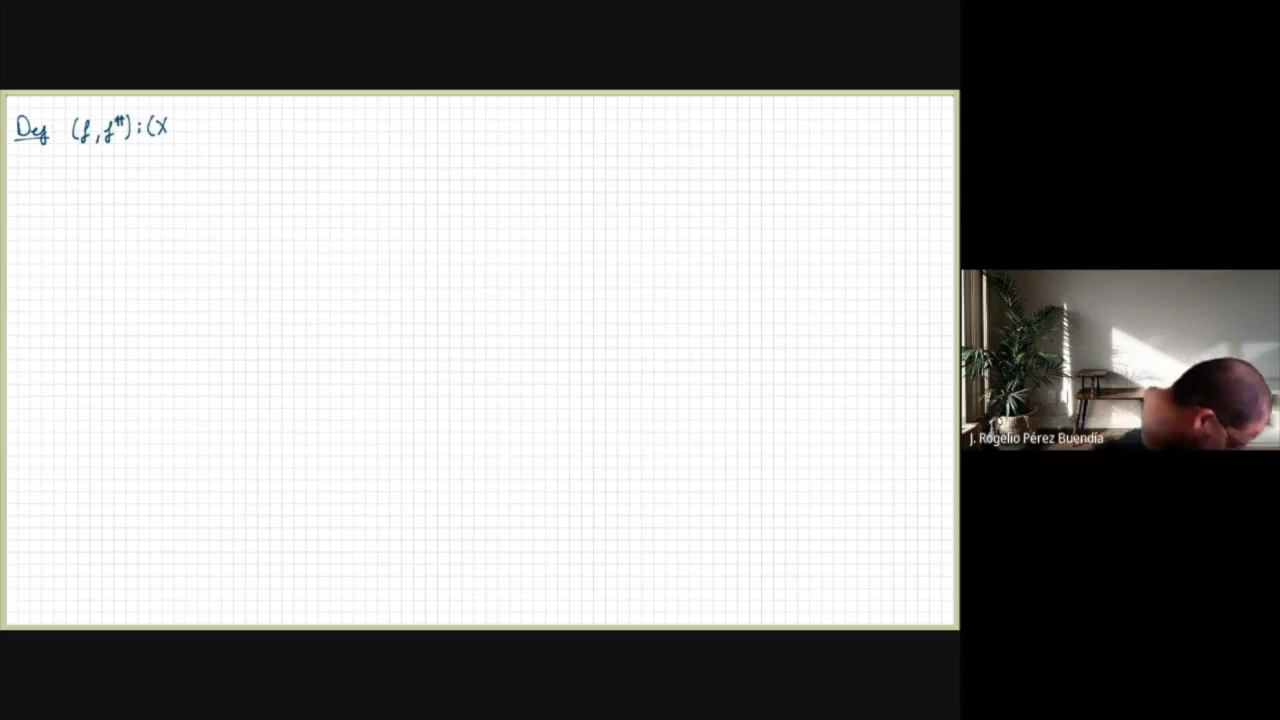 Def (f, f^#) : (X
J. Rogelio Pérez Buendía